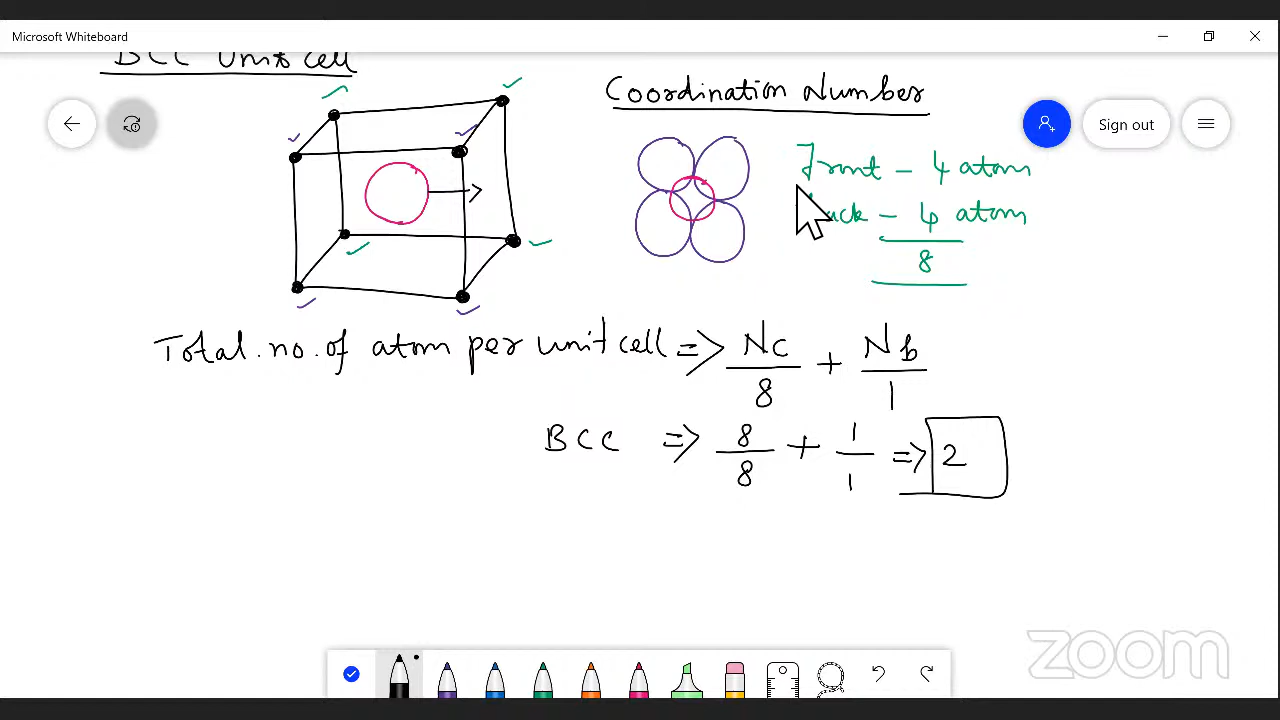 Microsoft Whiteboard
BCC Unit cell
Coordination Number
Sign out
Front - 4 atom
- 4 atom
8
Total.no.of atom per unit cell => Nc/8 + Nb/1
BCC => 8/8 + 1/1 => 2
zoom